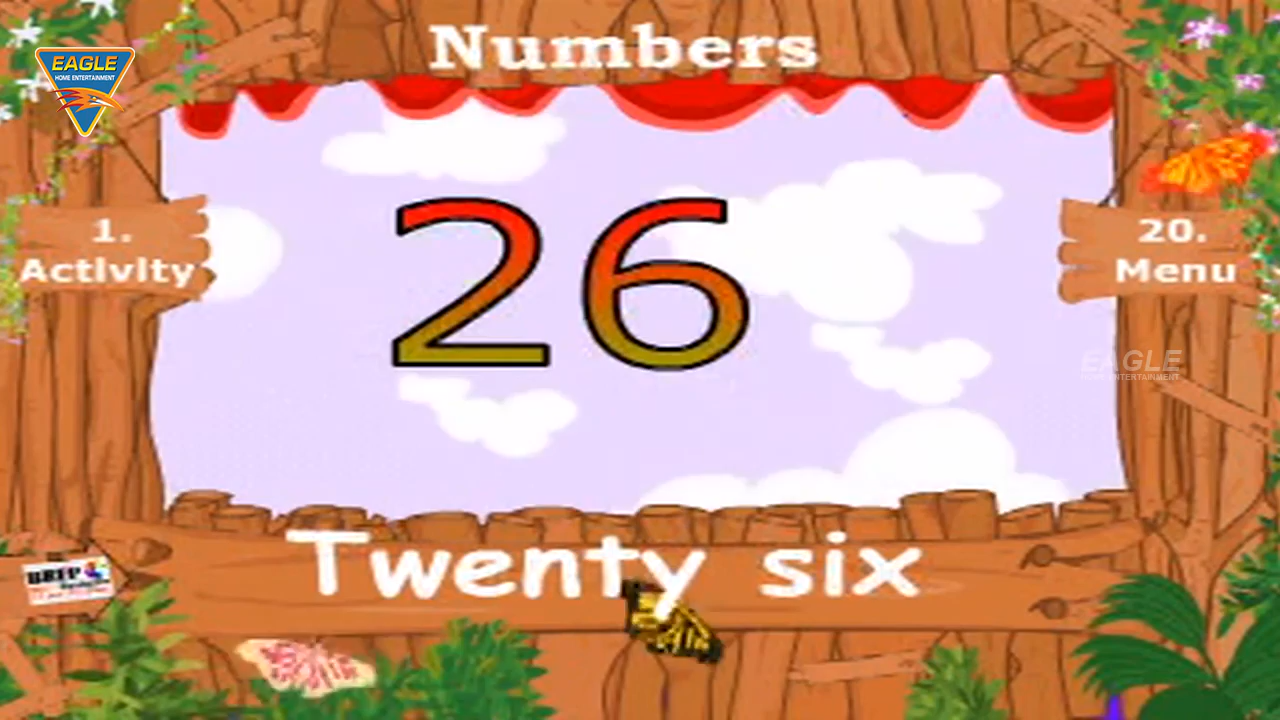 Numbers
EAGLE
HOME ENTERTAINMENT
26
1.
Activity
20.
Menu
EAGLE
HOME ENTERTAINMENT
Twenty six